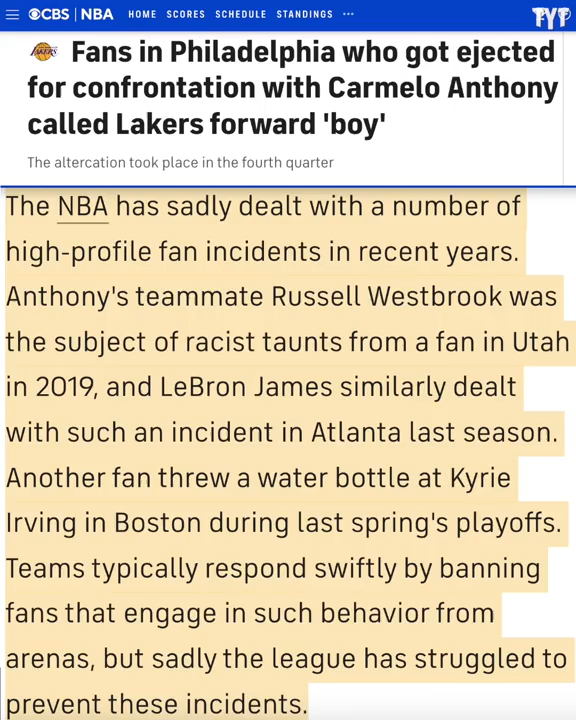 CBS | NBA HOME SCORES SCHEDULE STANDINGS ... TYT
LAKERS Fans in Philadelphia who got ejected
for confrontation with Carmelo Anthony
called Lakers forward 'boy'
The altercation took place in the fourth quarter
The NBA has sadly dealt with a number of
high-profile fan incidents in recent years.
Anthony's teammate Russell Westbrook was
the subject of racist taunts from a fan in Utah
in 2019, and LeBron James similarly dealt
with such an incident in Atlanta last season.
Another fan threw a water bottle at Kyrie
Irving in Boston during last spring's playoffs.
Teams typically respond swiftly by banning
fans that engage in such behavior from
arenas, but sadly the league has struggled to
prevent these incidents.